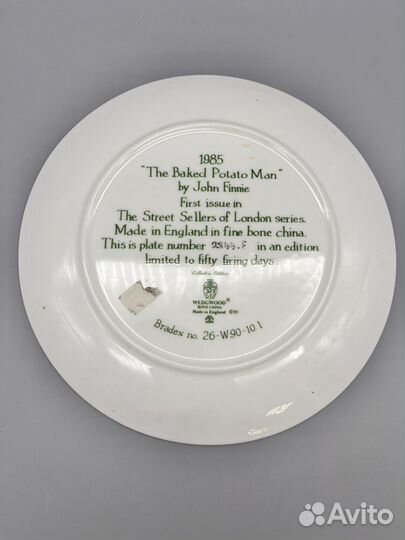 1985
"The Baked Potato Man"
by John Finnie
First issue in
The Street Sellers of London series.
Made in England in fine bone china.
This is plate number in an edition
limited to fifty firing days.
Collectors Edition
WEDGWOOD®
BONE CHINA
Made in England
Bradex no. 26-W90-10.1
Avito